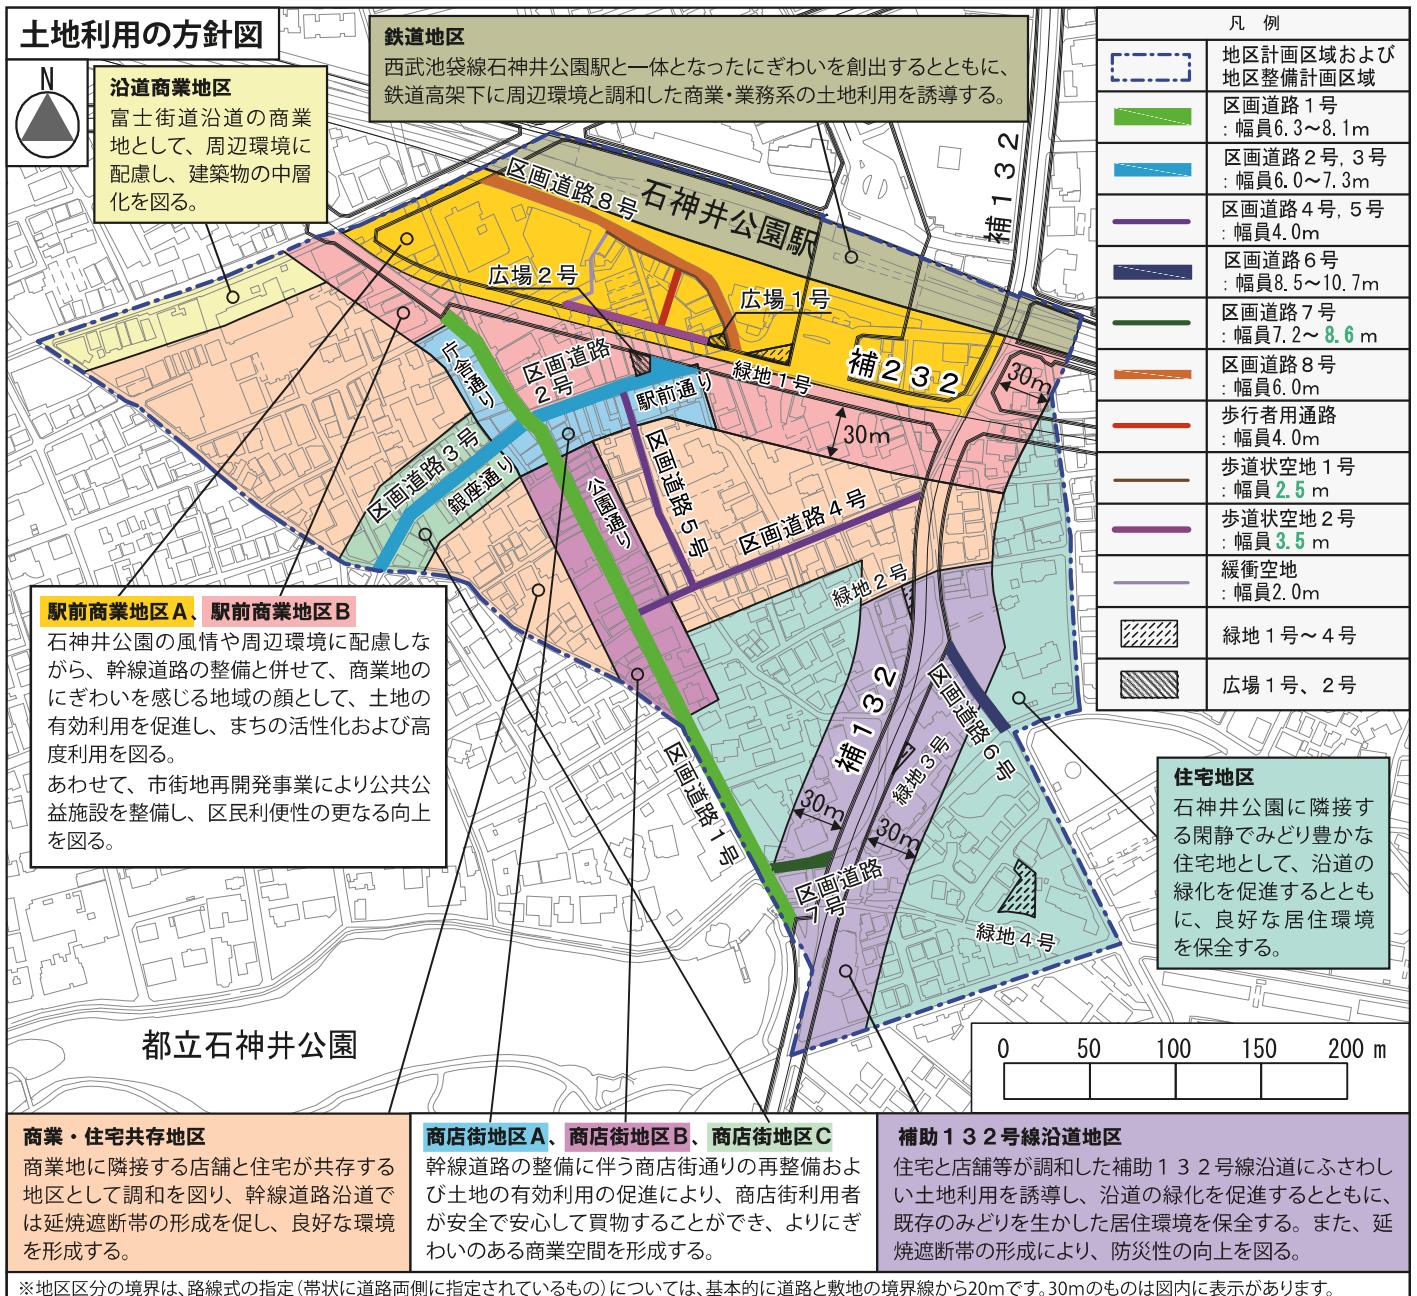 土地利用の方針図
N
沿道商業地区
富士街道沿道の商業
地として、周辺環境に
配慮し、建築物の中層
化を図る。
鉄道地区
西武池袋線石神井公園駅と一体となったにぎわいを創出するとともに、
鉄道高架下に周辺環境と調和した商業・業務系の土地利用を誘導する。
凡 例
地区計画区域および
地区整備計画区域
区画道路1号
：幅員6.3～8.1m
区画道路2号, 3号
：幅員6.0～7.3m
区画道路4号, 5号
：幅員4.0m
区画道路6号
：幅員8.5～10.7m
区画道路7号
：幅員7.2～8.6 m
区画道路8号
：幅員6.0m
歩行者用通路
：幅員4.0m
歩道状空地1号
：幅員 2.5 m
歩道状空地2号
：幅員 3.5 m
緩衝空地
：幅員2.0m
緑地1号～4号
広場1号、2号
補132
区画道路8号
石神井公園駅
広場2号
広場1号
庁舎通り
区画道路
2号
緑地1号
補232
30m
駅前通り
30m
区画道路3号
銀座通り
公園通り
区画道路5号
区画道路4号
緑地2号
補132
区画道路6号
緑地3号
区画道路1号
30m
30m
区画道路
7号
緑地4号
駅前商業地区A、駅前商業地区B
石神井公園の風情や周辺環境に配慮しな
がら、幹線道路の整備と併せて、商業地の
にぎわいを感じる地域の顔として、土地の
有効利用を促進し、まちの活性化および高
度利用を図る。
あわせて、市街地再開発事業により公共公
益施設を整備し、区民利便性の更なる向上
を図る。
住宅地区
石神井公園に隣接す
る閑静でみどり豊かな
住宅地として、沿道の
緑化を促進するととも
に、良好な居住環境
を保全する。
都立石神井公園
0 50 100 150 200 m
商業・住宅共存地区
商業地に隣接する店舗と住宅が共存する
地区として調和を図り、幹線道路沿道で
は延焼遮断帯の形成を促し、良好な環境
を形成する。
商店街地区A、商店街地区B、商店街地区C
幹線道路の整備に伴う商店街通りの再整備およ
び土地の有効利用の促進により、商店街利用者
が安全で安心して買物することができ、よりにぎ
わいのある商業空間を形成する。
補助132号線沿道地区
住宅と店舗等が調和した補助132号線沿道にふさわし
い土地利用を誘導し、沿道の緑化を促進するとともに、
既存のみどりを生かした居住環境を保全する。また、延
焼遮断帯の形成により、防災性の向上を図る。
※地区区分の境界は、路線式の指定(帯状に道路両側に指定されているもの)については、基本的に道路と敷地の境界線から20mです。30mのものは図内に表示があります。